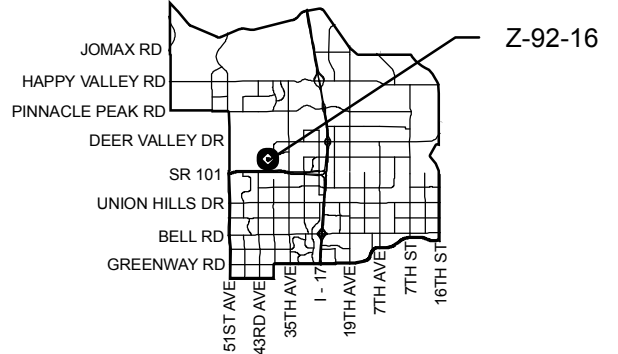 Z-92-16
JOMAX RD
HAPPY VALLEY RD
PINNACLE PEAK RD
DEER VALLEY DR
SR 101
UNION HILLS DR
BELL RD
GREENWAY RD
51ST AVE
43RD AVE
35TH AVE
I - 17
19TH AVE
7TH AVE
7TH ST
16TH ST